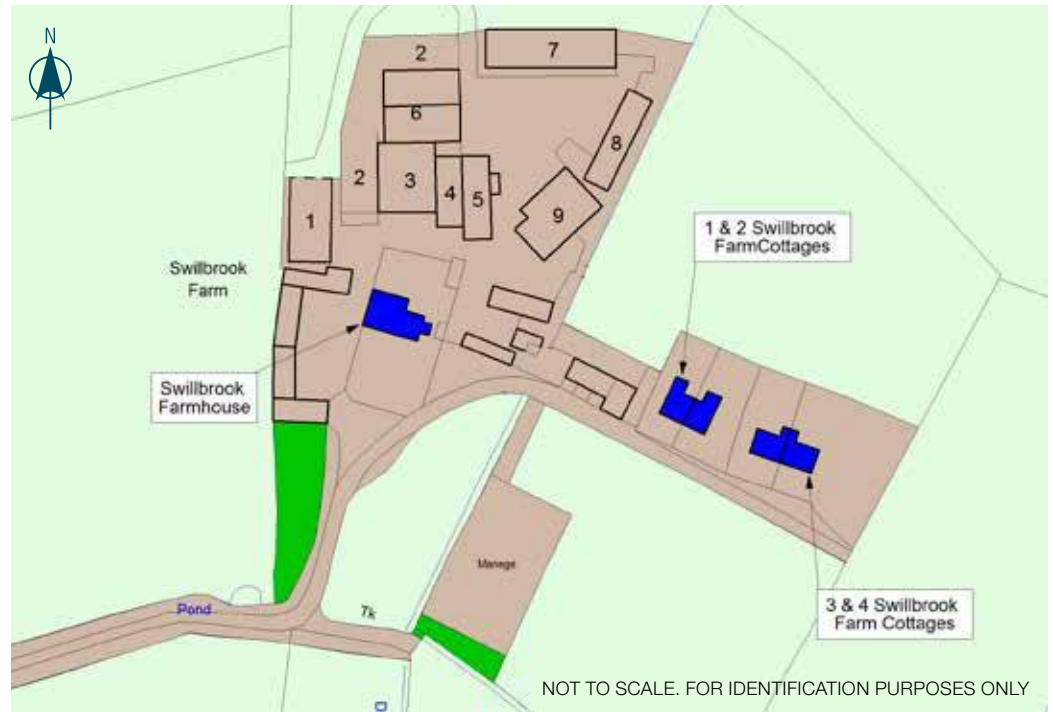 N
2
7
6
8
2
3
4
5
9
1
1 & 2 Swillbrook
FarmCottages
Swillbrook
Farm
Swillbrook
Farmhouse
Manege
3 & 4 Swillbrook
Farm Cottages
Pond
Tk
D
NOT TO SCALE. FOR IDENTIFICATION PURPOSES ONLY